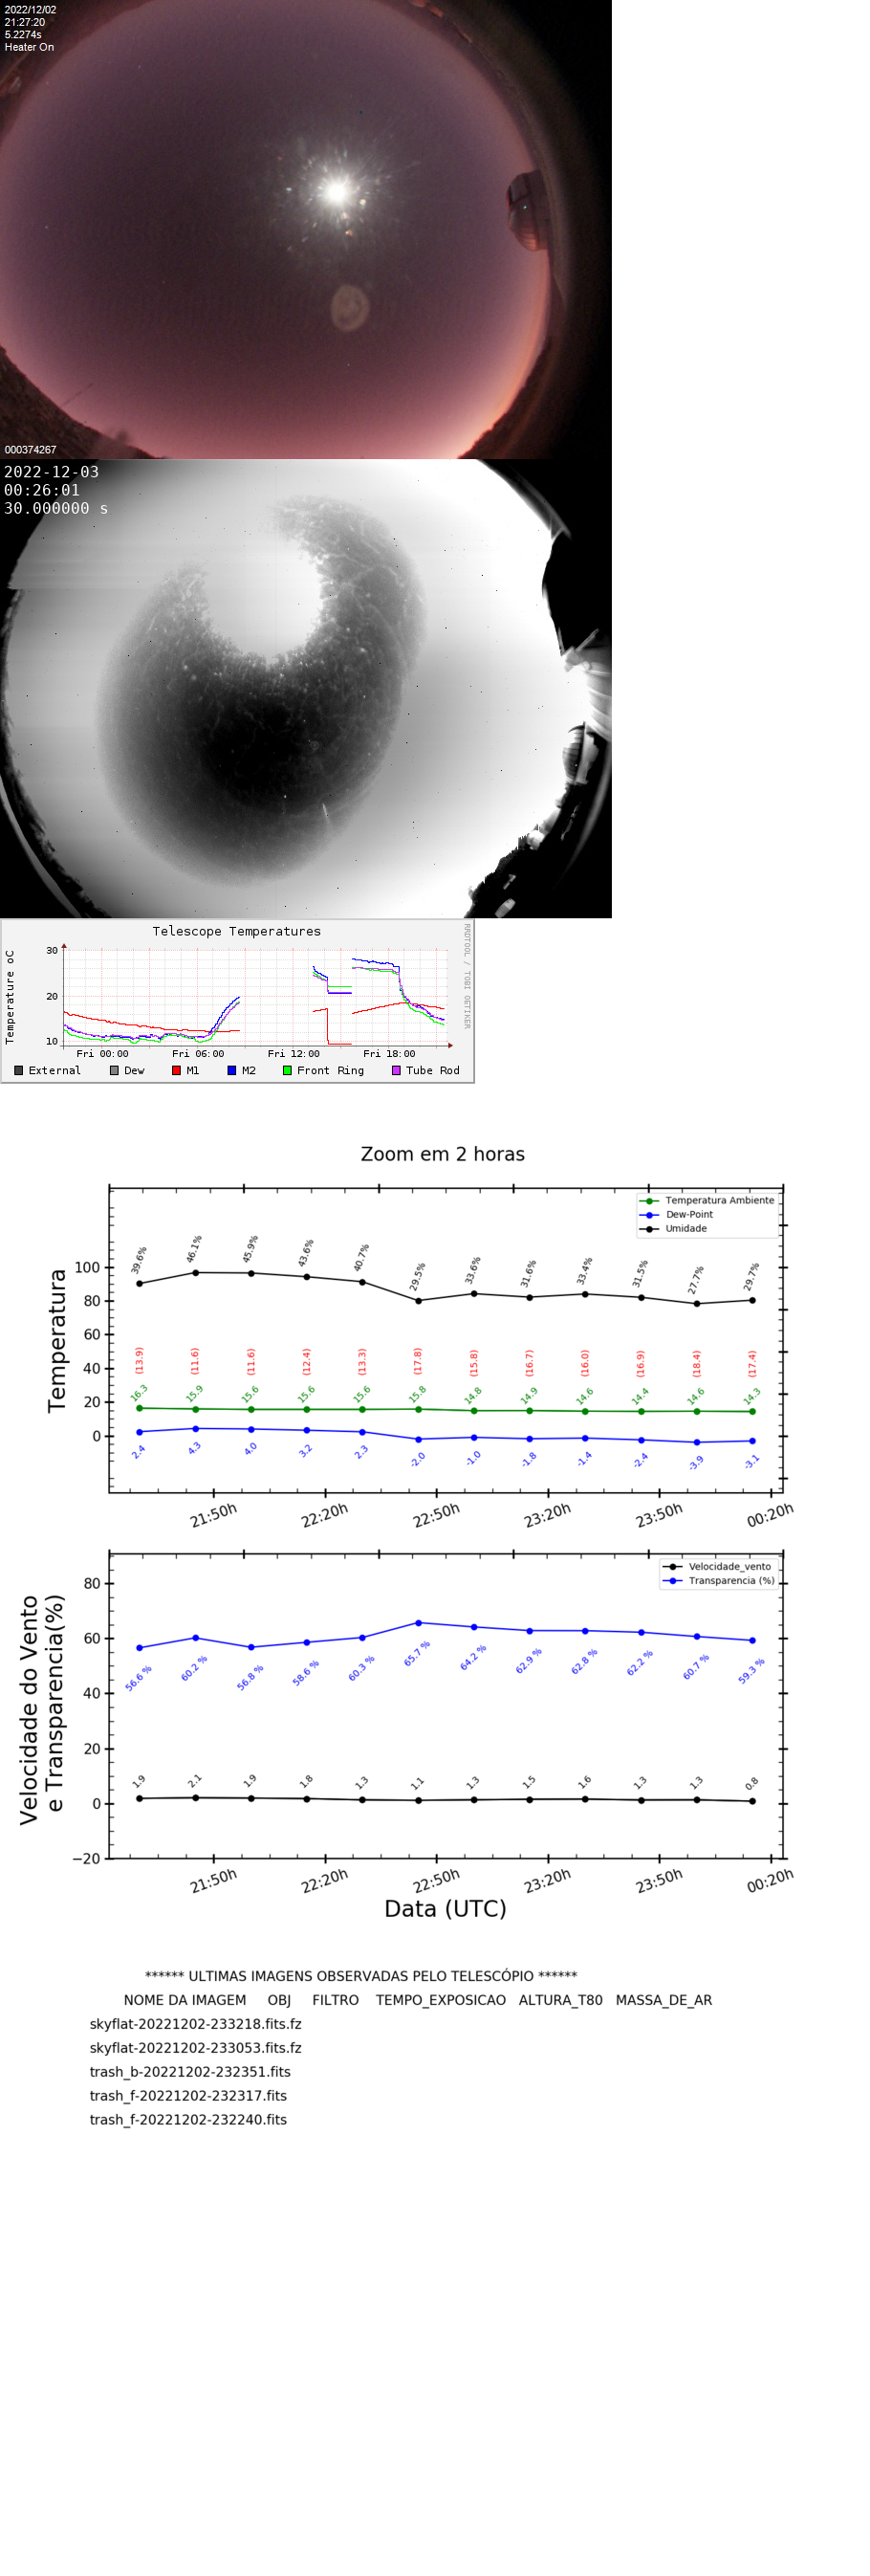 2022/12/02
21:27:20
5.2274s
Heater On
000374267
2022-12-03
00:26:01
30.000000 s
Telescope Temperatures
RRDTOOL / TOBI OETIKER
Temperature oC
30
20
10
Fri 00:00 Fri 06:00 Fri 12:00 Fri 18:00
External Dew M1 M2 Front Ring Tube Rod
Zoom em 2 horas
Temperatura Ambiente
Dew-Point
Umidade
Temperatura
100
80
60
40
20
0
39.6% 46.1% 45.9% 43.6% 40.7% 29.5% 33.6% 31.6% 33.4% 31.5% 27.7% 29.7%
(13.9) (11.6) (11.6) (12.4) (13.3) (17.8) (15.8) (16.7) (16.0) (16.9) (18.4) (17.4)
16.3 15.9 15.6 15.6 15.6 15.8 14.8 14.9 14.6 14.4 14.6 14.3
2.4 4.3 4.0 3.2 2.3 -2.0 -1.0 -1.8 -1.4 -2.4 -3.9 -3.1
21:50h 22:20h 22:50h 23:20h 23:50h 00:20h
Velocidade_vento
Transparencia (%)
Velocidade do Vento
e Transparencia(%)
80
60
40
20
0
−20
56.6 % 60.2 % 56.8 % 58.6 % 60.3 % 65.7 % 64.2 % 62.9 % 62.8 % 62.2 % 60.7 % 59.3 %
1.9 2.1 1.9 1.8 1.3 1.1 1.3 1.5 1.6 1.3 1.3 0.8
21:50h 22:20h 22:50h 23:20h 23:50h 00:20h
Data (UTC)
****** ULTIMAS IMAGENS OBSERVADAS PELO TELESCÓPIO ******
NOME DA IMAGEM OBJ FILTRO TEMPO_EXPOSICAO ALTURA_T80 MASSA_DE_AR
skyflat-20221202-233218.fits.fz
skyflat-20221202-233053.fits.fz
trash_b-20221202-232351.fits
trash_f-20221202-232317.fits
trash_f-20221202-232240.fits